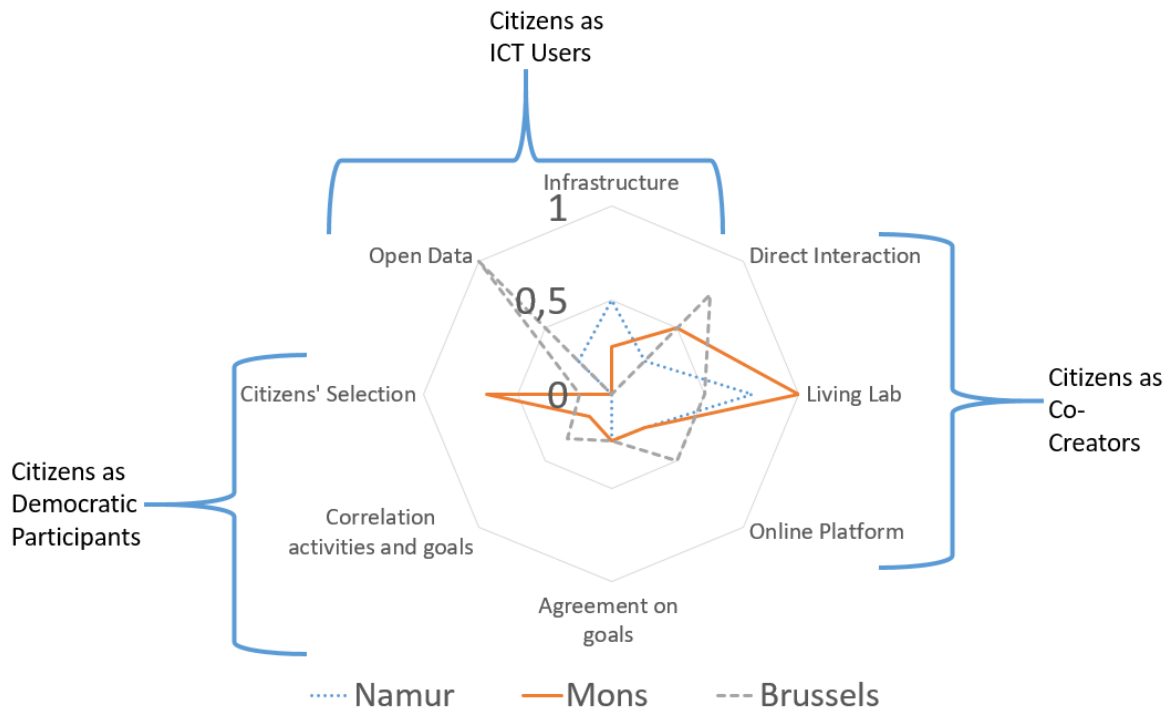 Citizens as
ICT Users
Infrastructure
1
Open Data
Direct Interaction
0,5
Citizens' Selection
0
Living Lab
Citizens as
Co-
Creators
Citizens as
Democratic
Participants
Correlation
activities and goals
Online Platform
Agreement on
goals
Namur
Mons
Brussels